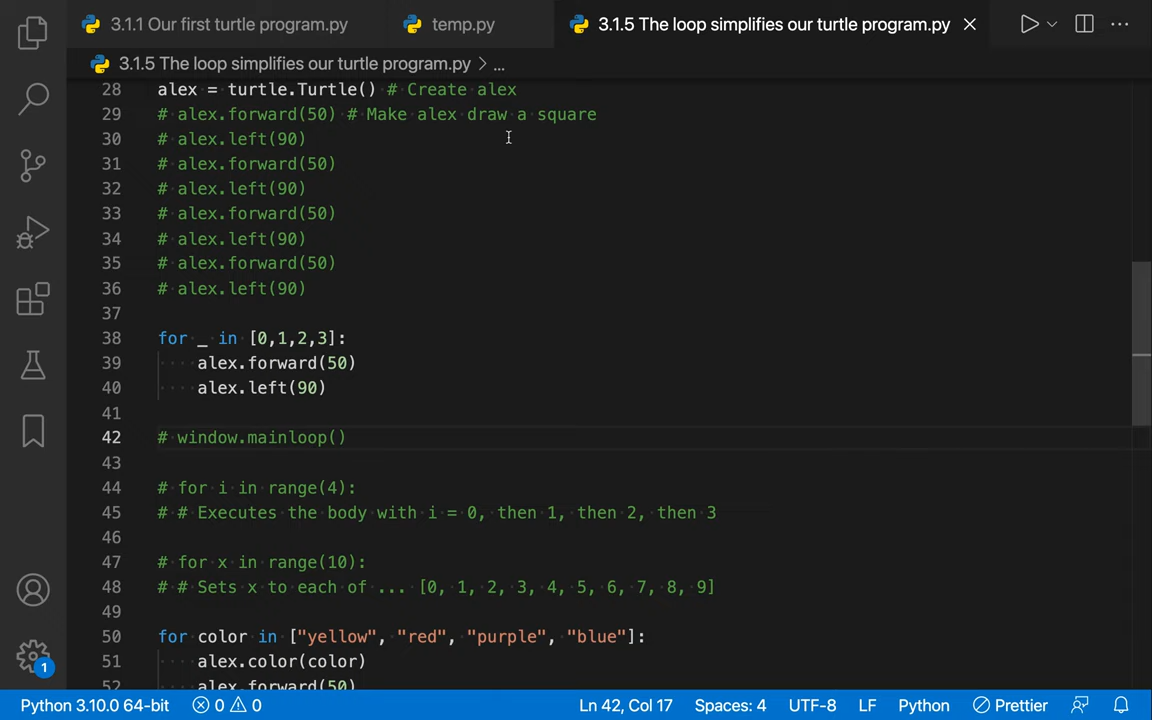 3.1.1 Our first turtle program.py
temp.py
3.1.5 The loop simplifies our turtle program.py
3.1.5 The loop simplifies our turtle program.py > ...
28 alex = turtle.Turtle() # Create alex
29 # alex.forward(50) # Make alex draw a square
30 # alex.left(90)
31 # alex.forward(50)
32 # alex.left(90)
33 # alex.forward(50)
34 # alex.left(90)
35 # alex.forward(50)
36 # alex.left(90)
37
38 for _ in [0,1,2,3]:
39 alex.forward(50)
40 alex.left(90)
41
42 # window.mainloop()
43
44 # for i in range(4):
45 # # Executes the body with i = 0, then 1, then 2, then 3
46
47 # for x in range(10):
48 # # Sets x to each of ... [0, 1, 2, 3, 4, 5, 6, 7, 8, 9]
49
50 for color in ["yellow", "red", "purple", "blue"]:
51 alex.color(color)
52 alex.forward(50)
1
Python 3.10.0 64-bit 0 0 Ln 42, Col 17 Spaces: 4 UTF-8 LF Python Prettier